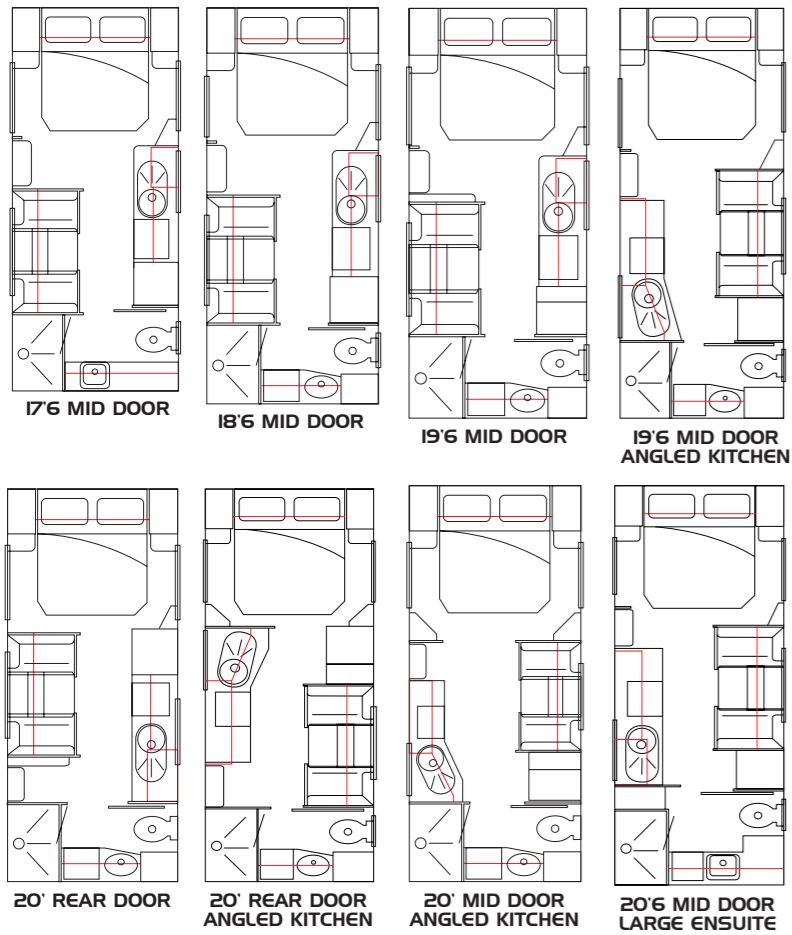 17'6 MID DOOR
18'6 MID DOOR
19'6 MID DOOR
19'6 MID DOOR
ANGLED KITCHEN
20' REAR DOOR
20' REAR DOOR
ANGLED KITCHEN
20' MID DOOR
ANGLED KITCHEN
20'6 MID DOOR
LARGE ENSUITE